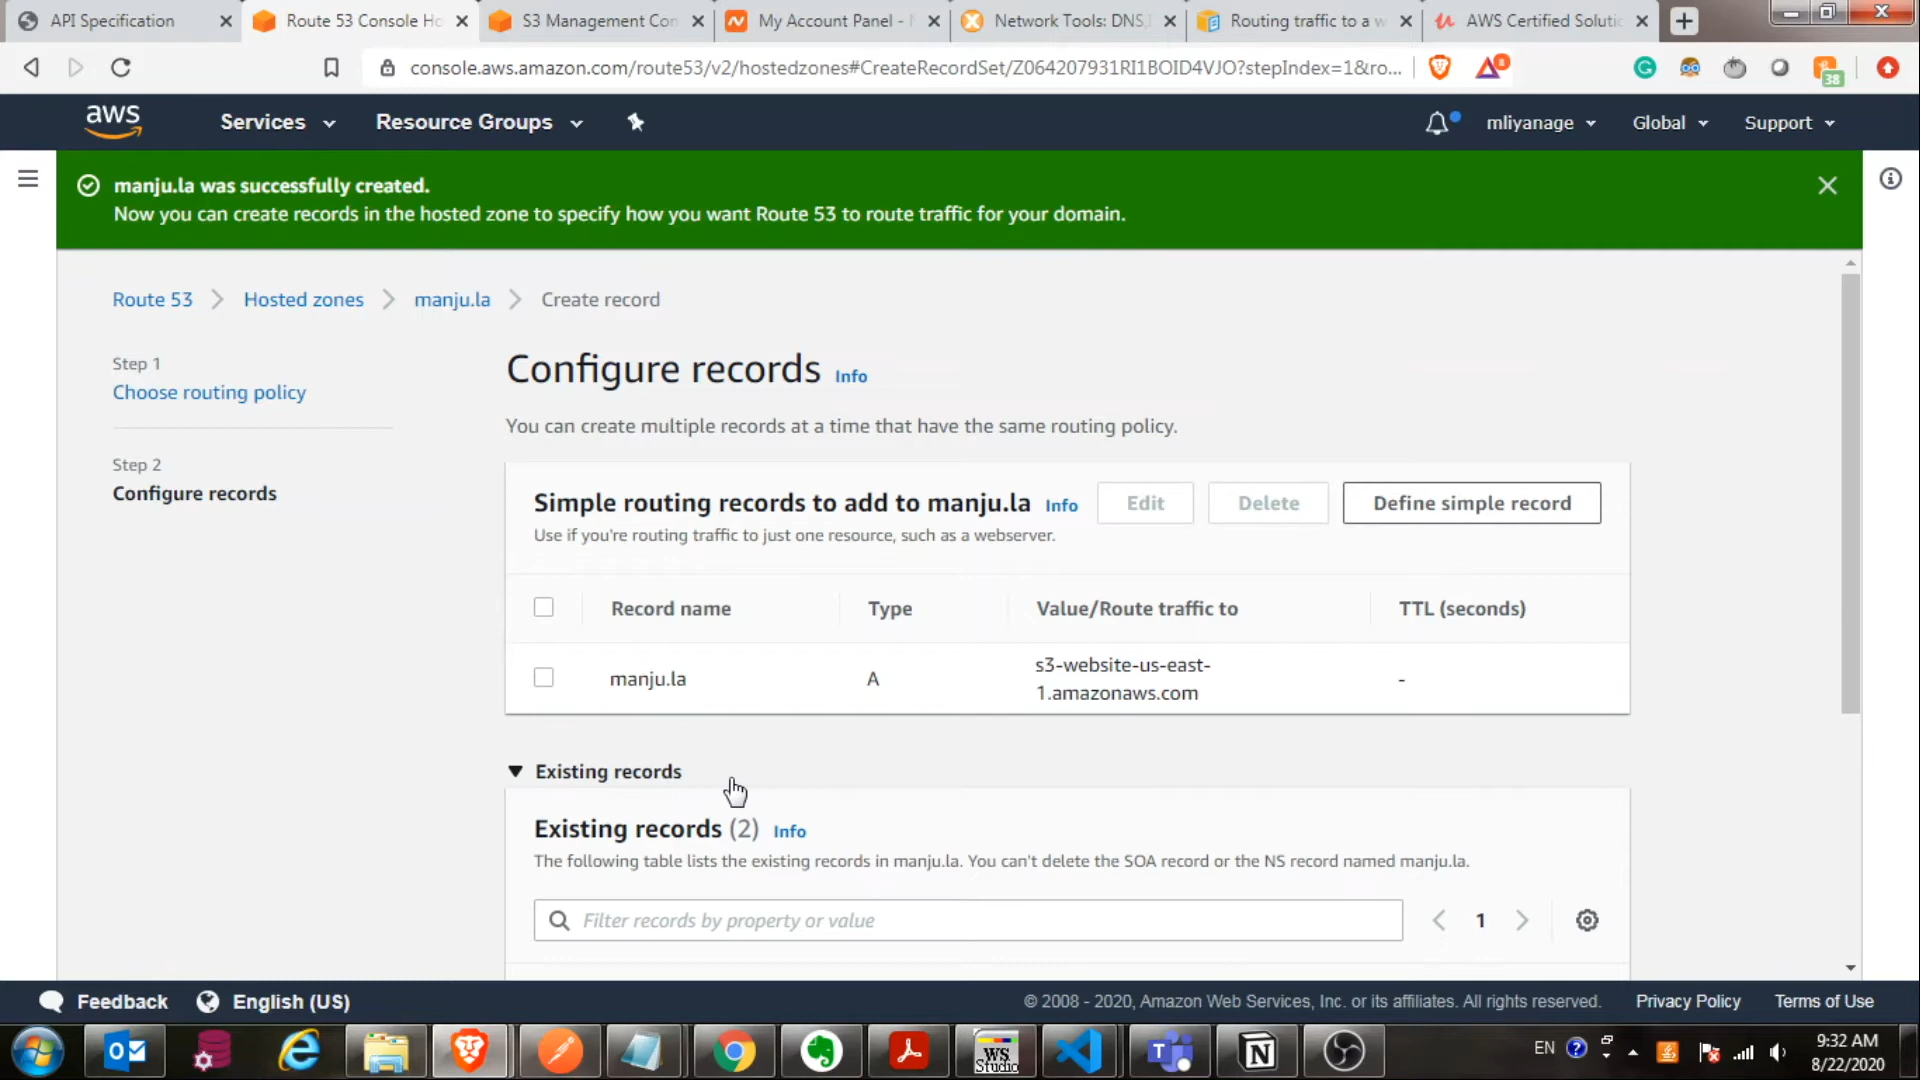 API Specification
Route 53 Console Ho
S3 Management Con
My Account Panel -
Network Tools: DNS,
Routing traffic to a w
AWS Certified Soluti
console.aws.amazon.com/route53/v2/hostedzones#CreateRecordSet/Z064207931RI1BOID4VJO?stepIndex=1&ro...
38
aws
Services
Resource Groups
mliyanage
Global
Support
manju.la was successfully created.
Now you can create records in the hosted zone to specify how you want Route 53 to route traffic for your domain.
Route 53
Hosted zones
manju.la
Create record
Step 1
Choose routing policy
Step 2
Configure records
Configure records Info
You can create multiple records at a time that have the same routing policy.
Simple routing records to add to manju.la Info
Edit
Delete
Define simple record
Use if you're routing traffic to just one resource, such as a webserver.
Record name
Type
Value/Route traffic to
TTL (seconds)
manju.la
A
s3-website-us-east-
1.amazonaws.com
-
Existing records
Existing records (2) Info
The following table lists the existing records in manju.la. You can't delete the SOA record or the NS record named manju.la.
Filter records by property or value
1
Feedback
English (US)
© 2008 - 2020, Amazon Web Services, Inc. or its affiliates. All rights reserved.
Privacy Policy
Terms of Use
WS
Studio
EN
9:32 AM
8/22/2020